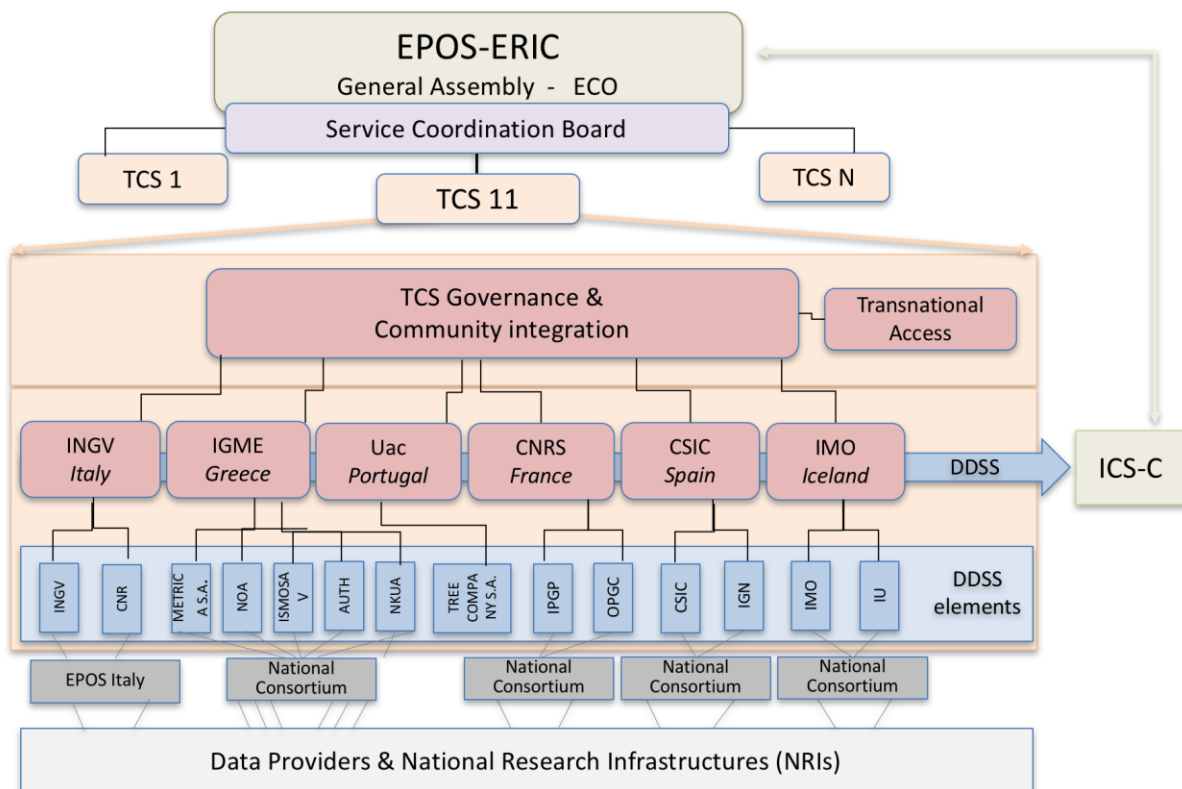 EPOS-ERIC
General Assembly - ECO
Service Coordination Board
TCS 1
TCS 11
TCS N
TCS Governance &
Community integration
Transnational
Access
INGV
Italy
IGME
Greece
Uac
Portugal
CNRS
France
CSIC
Spain
IMO
Iceland
DDSS
ICS-C
INGV
CNR
METRIC
A S.A..
NOA
ISMOSA
V
AUTH
NKUA
TREE
COMPA
NY S.A.
IPGP
OPGC
CSIC
IGN
IMO
IU
DDSS
elements
EPOS Italy
National
Consortium
National
Consortium
National
Consortium
National
Consortium
Data Providers & National Research Infrastructures (NRIs)